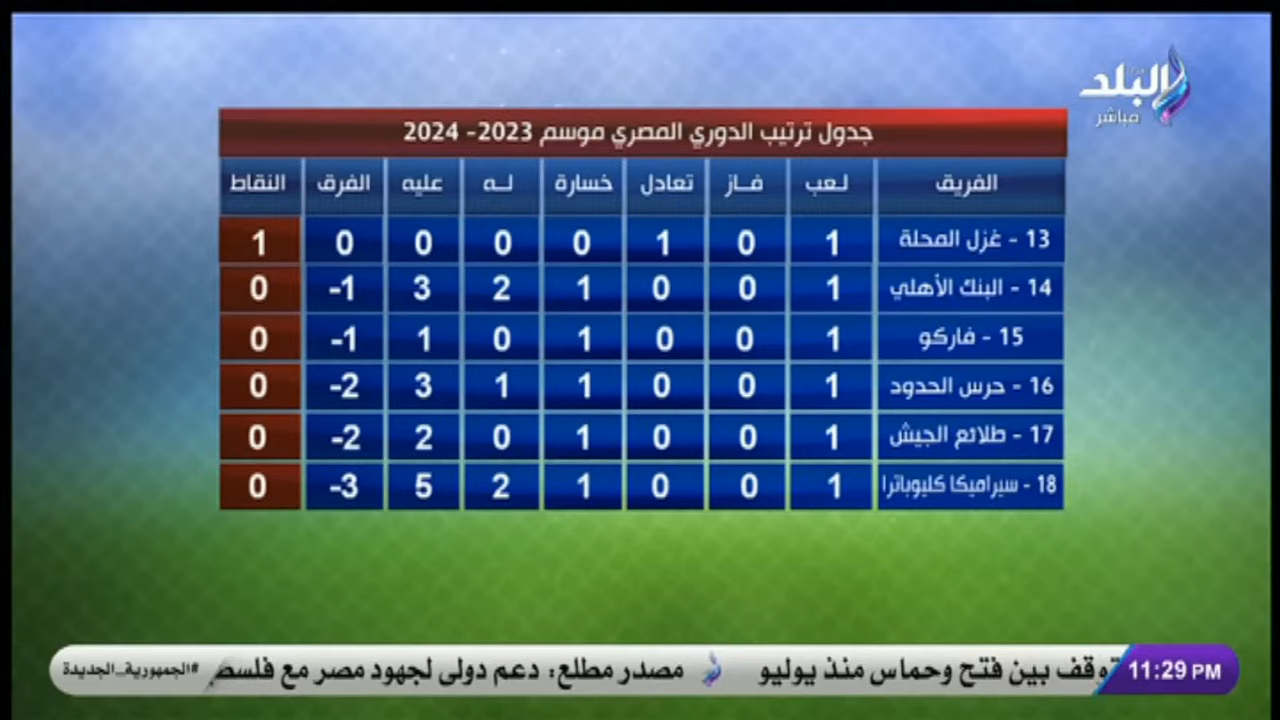 البلد
مباشر
جدول ترتيب الدوري المصري موسم 2023- 2024
الفريق لـعب فــاز تعادل خسارة لــه عليه الفرق النقاط
13 - غزل المحلة 1 0 1 0 0 0 0 1
14 - البنك الأهلي 1 0 0 1 2 3 -1 0
15 - فاركو 1 0 0 1 0 1 -1 0
16 - حرس الحدود 1 0 0 1 1 3 -2 0
17 - طلائع الجيش 1 0 0 1 0 2 -2 0
18 - سيراميكا كليوباترا 1 0 0 1 2 5 -3 0
11:29 PM توقف بين فتح وحماس منذ يوليو مصدر مطلع: دعم دولى لجهود مصر مع فلسط #الجمهورية_الجديدة